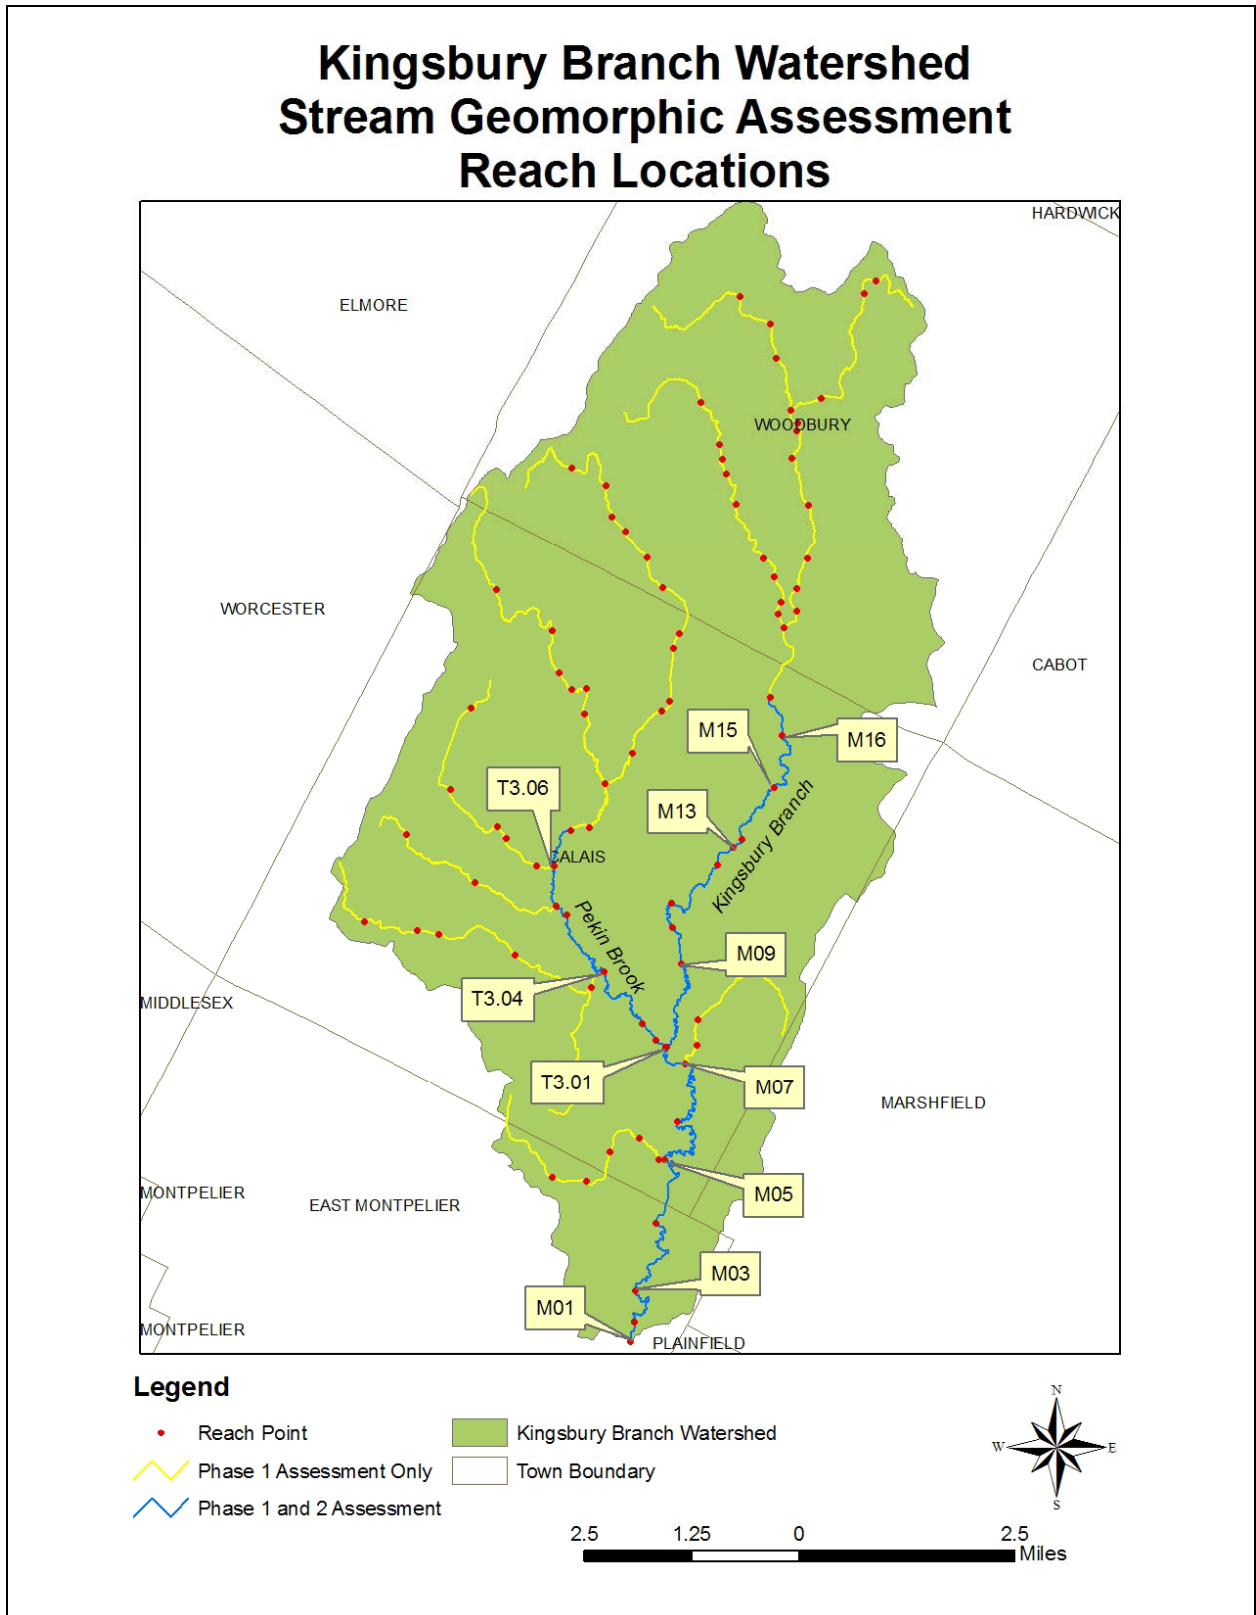 Kingsbury Branch Watershed
Stream Geomorphic Assessment
Reach Locations
HARDWICK
ELMORE
WOODBURY
WORCESTER
CABOT
M15
M16
T3.06
M13
CALAIS
Kingsbury Branch
Pekin Brook
M09
T3.04
MIDDLESEX
T3.01
M07
MARSHFIELD
MONTPELIER
EAST MONTPELIER
M05
M03
M01
MONTPELIER
PLAINFIELD
Legend
Reach Point
Kingsbury Branch Watershed
Phase 1 Assessment Only
Town Boundary
Phase 1 and 2 Assessment
N
W
E
S
2.5 1.25 0 2.5
Miles